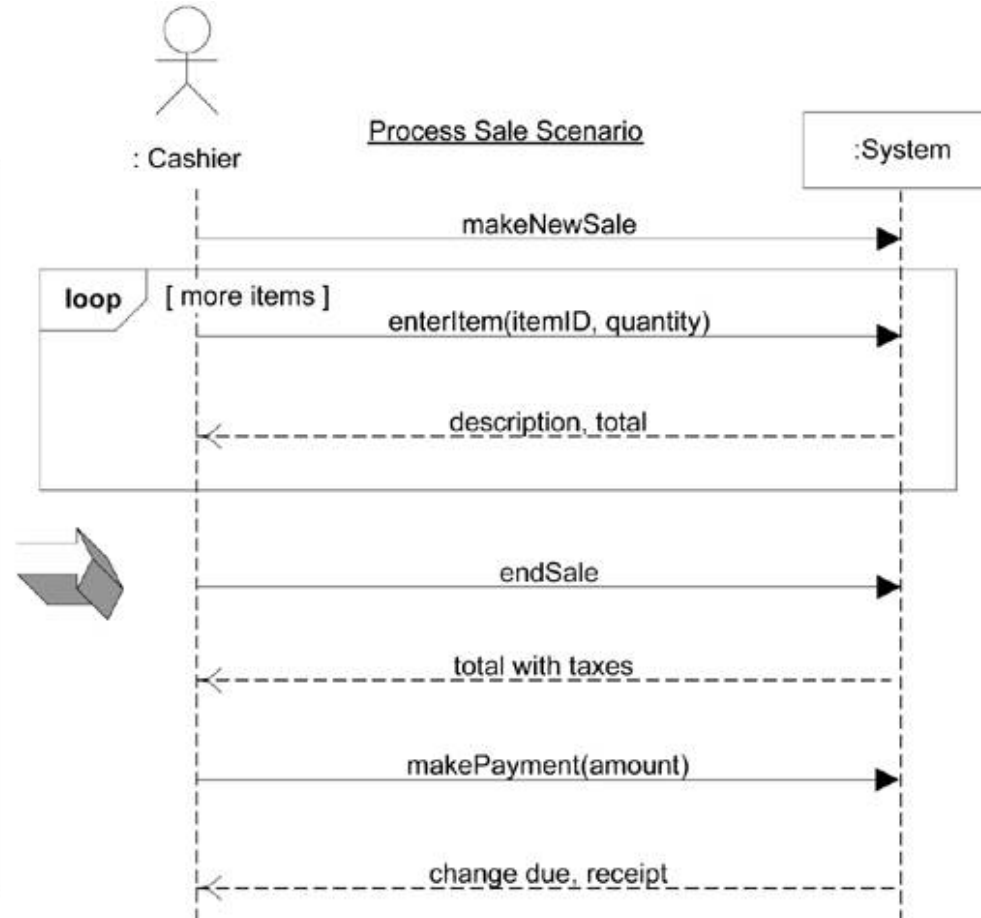 Process Sale Scenario
: Cashier
:System
makeNewSale
loop
[ more items ]
enterItem(itemID, quantity)
description, total
endSale
total with taxes
makePayment(amount)
change due, receipt